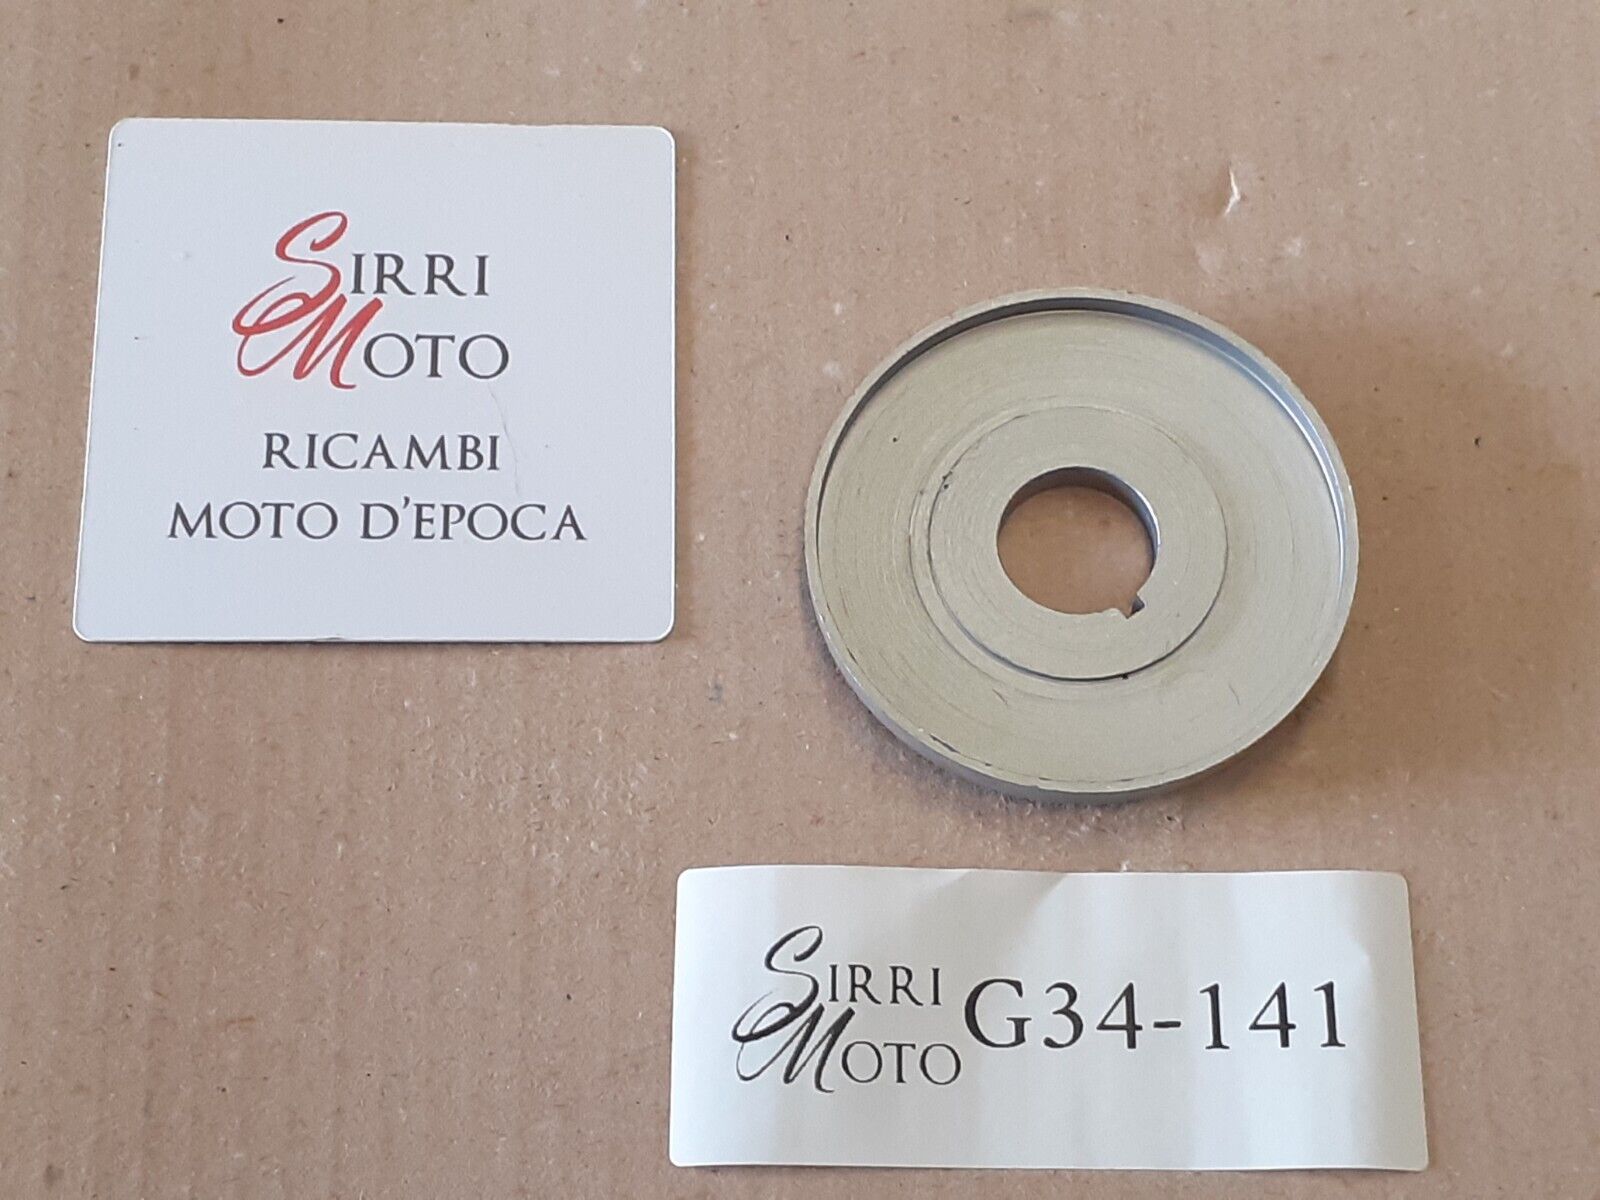 SIRRI
MOTO
RICAMBI
MOTO D'EPOCA
SIRRI
MOTO
G34-141